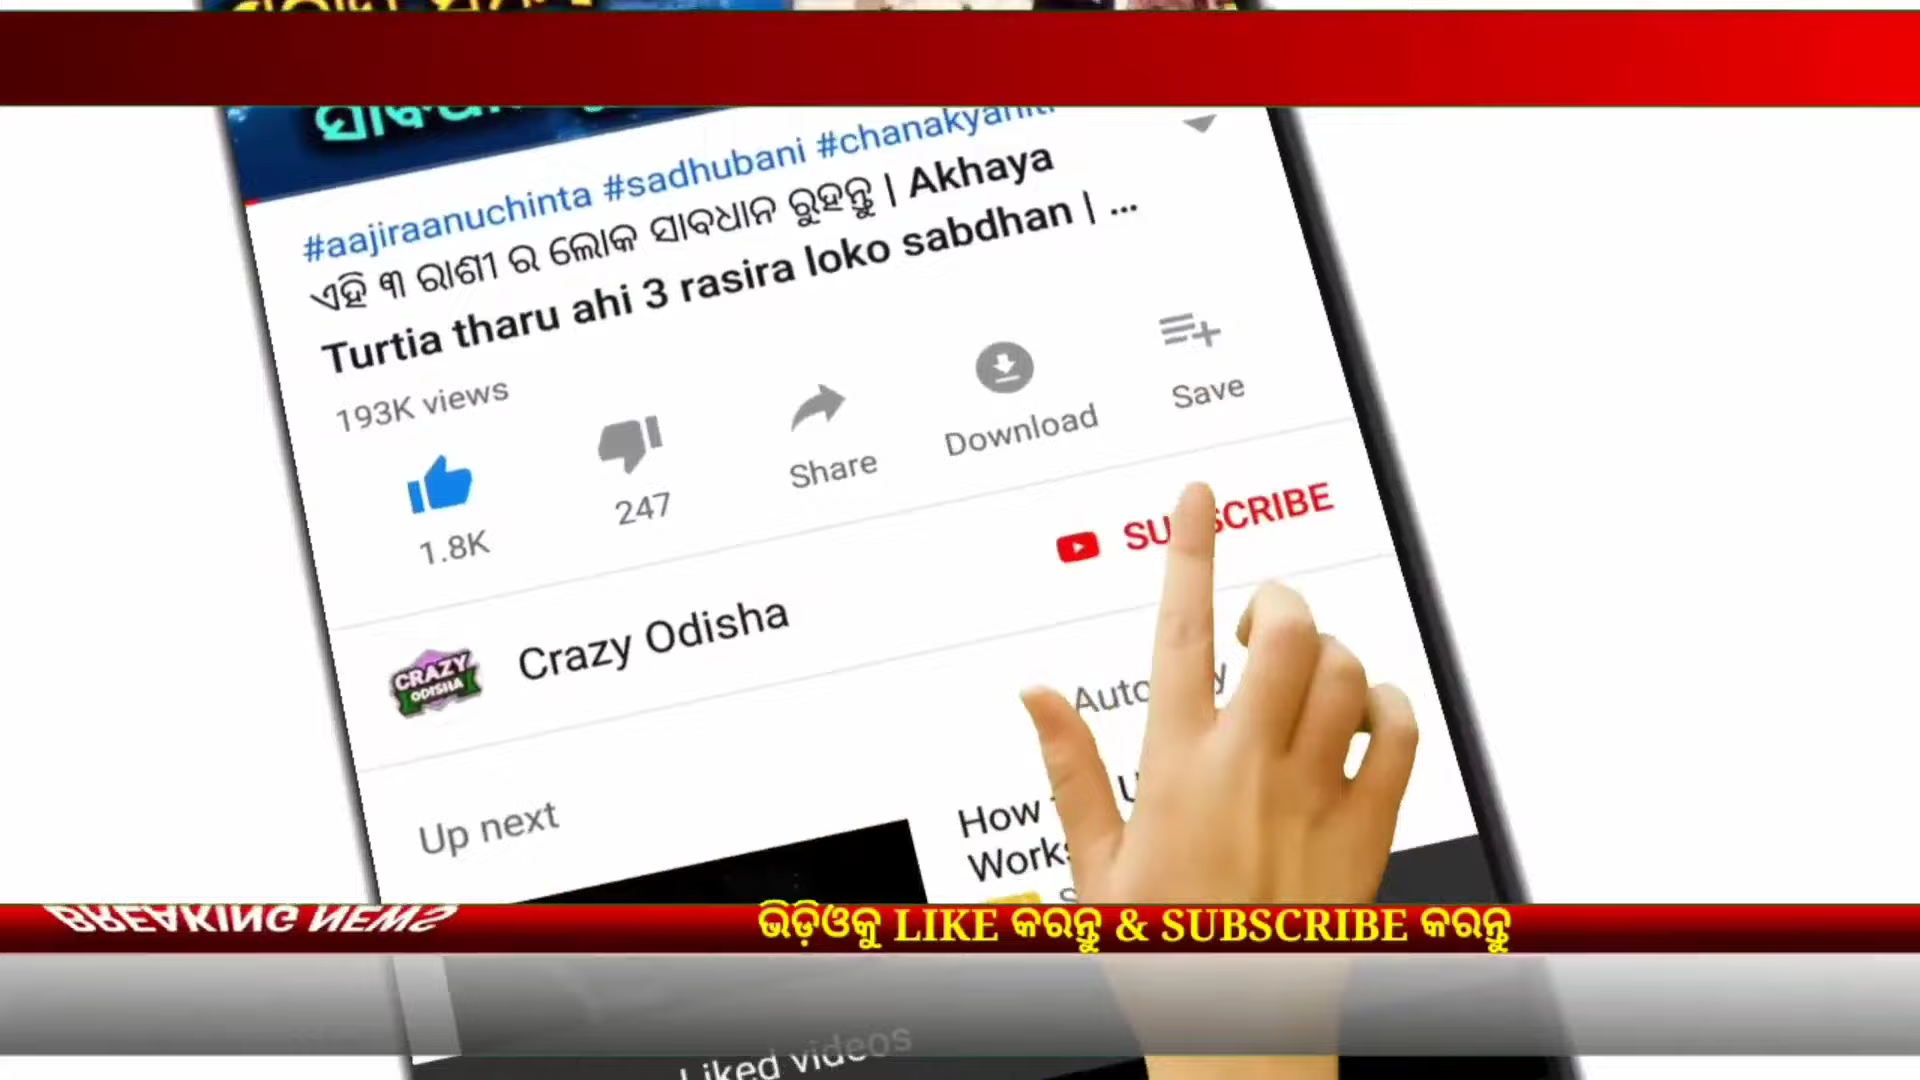 #aajiraanuchinta #sadhubani #chanakyaniti
ଏହି ୩ ରାଶୀ ର ଲୋକ ସାବଧାନ ରୁହନ୍ତୁ | Akhaya
Turtia tharu ahi 3 rasira loko sabdhan | ...
193K views
1.8K
247
Share
Download
Save
SUBSCRIBE
CRAZY
ODISHA
Crazy Odisha
Up next
How
BREAKING NEWS
ଭିଡ଼ିଓକୁ LIKE କରନ୍ତୁ & SUBSCRIBE କରନ୍ତୁ
Liked videos